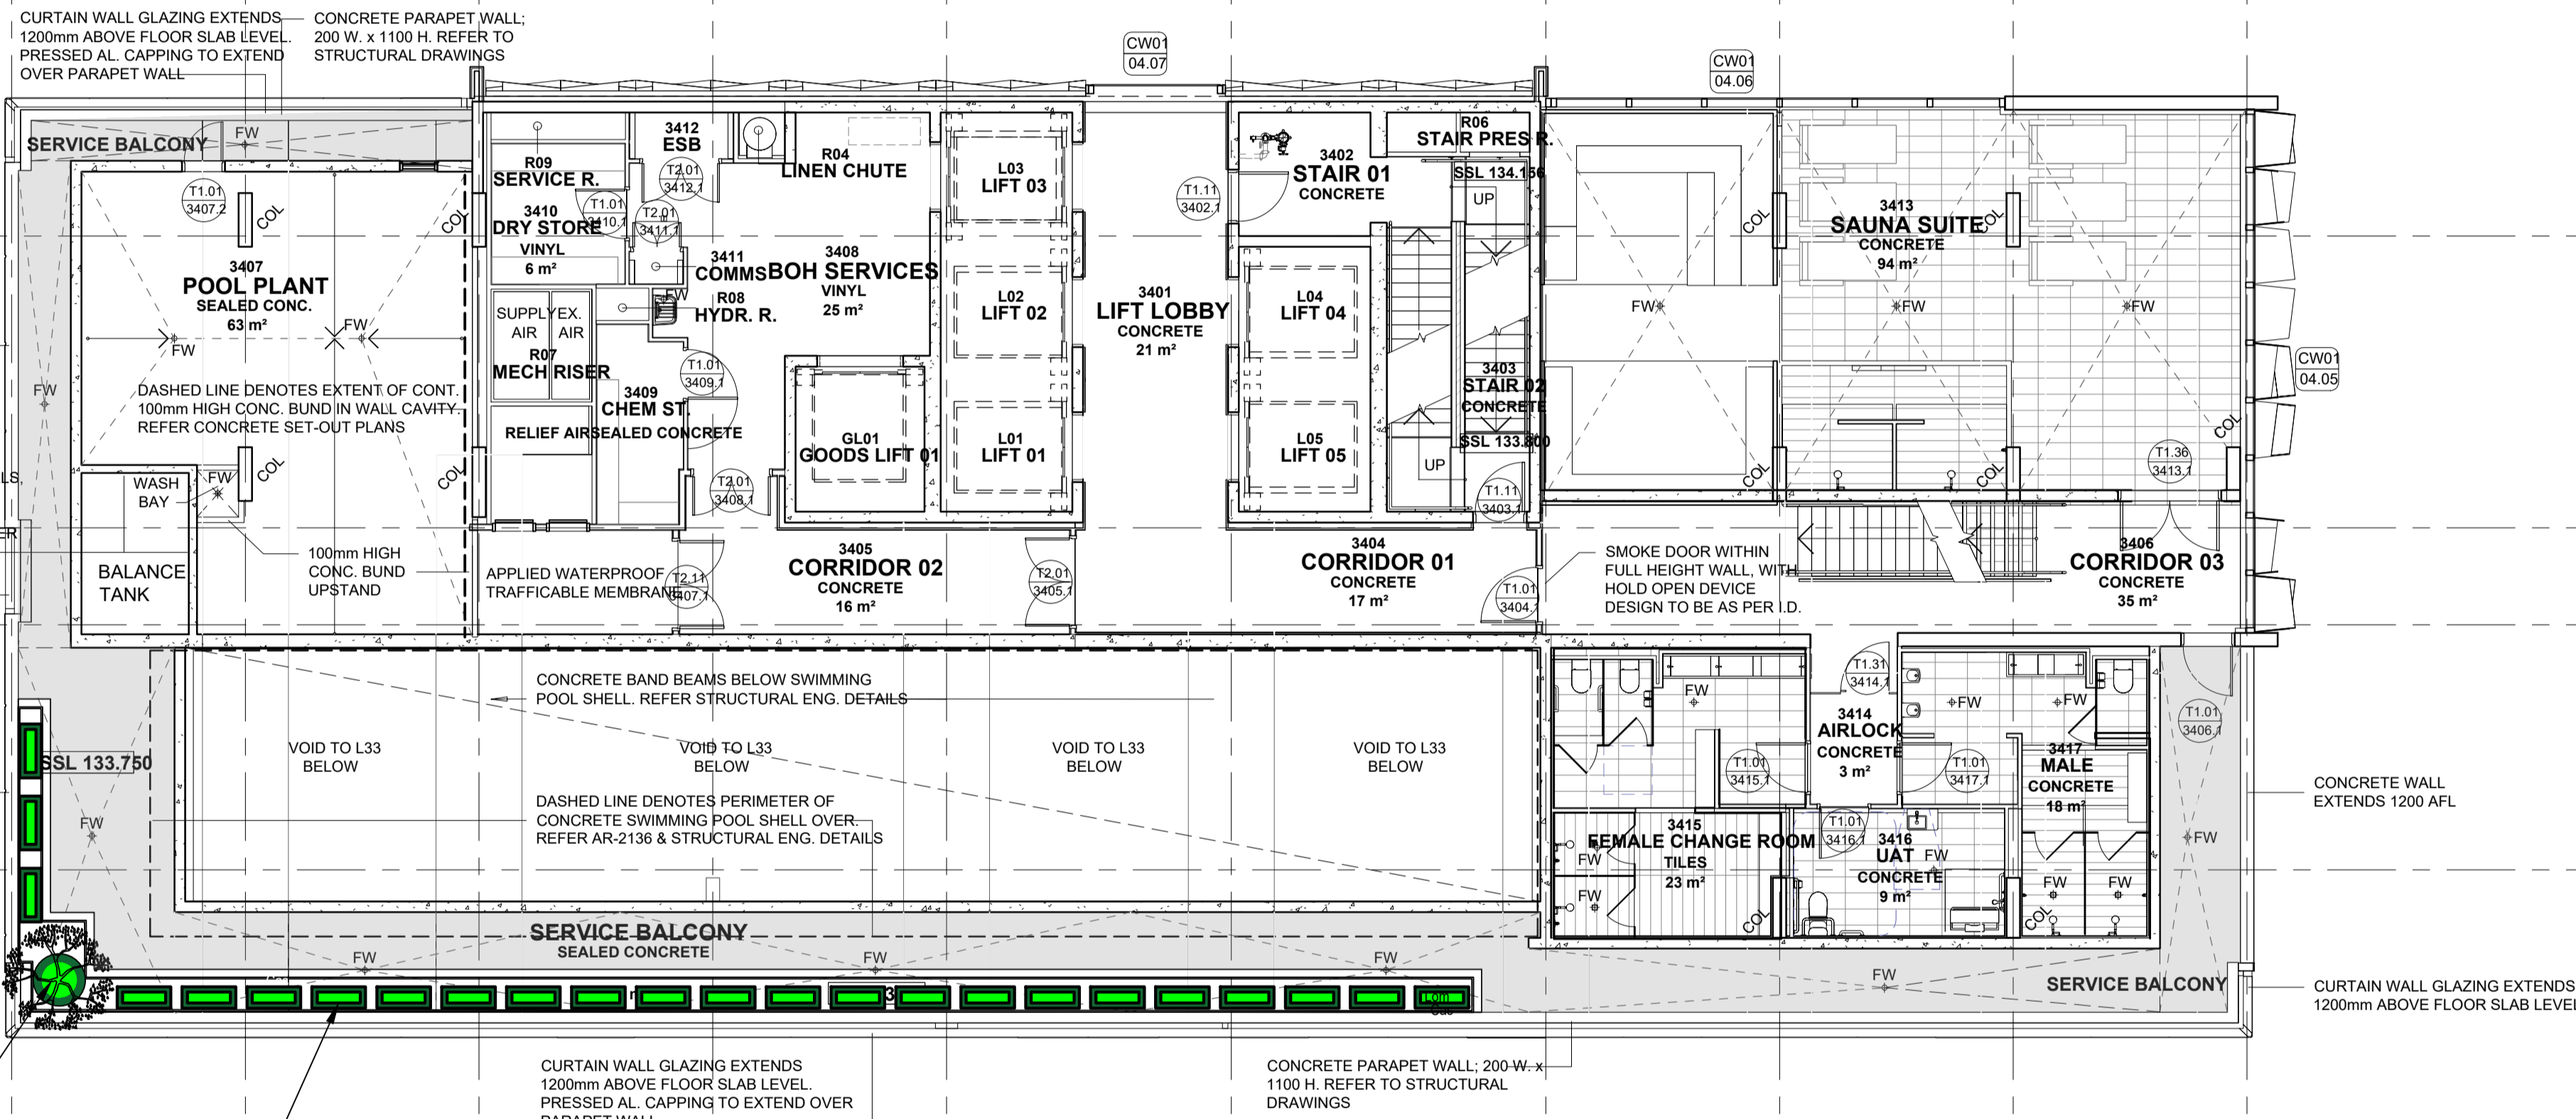 CURTAIN WALL GLAZING EXTENDS
1200mm ABOVE FLOOR SLAB LEVEL.
PRESSED AL. CAPPING TO EXTEND
OVER PARAPET WALL
CONCRETE PARAPET WALL;
200 W. x 1100 H. REFER TO
STRUCTURAL DRAWINGS
CW01
04.07
CW01
04.06
SERVICE BALCONY
FW
T1.01
3407.2
COL
COL
3407
POOL PLANT
SEALED CONC.
63 m²
FW
FW
FW
DASHED LINE DENOTES EXTENT OF CONT.
100mm HIGH CONC. BUND IN WALL CAVITY.
REFER CONCRETE SET-OUT PLANS
COL
COL
WASH
BAY
FW
BALANCE
TANK
100mm HIGH
CONC. BUND
UPSTAND
R09
SERVICE R.
3410
DRY STORE
VINYL
6 m²
T1.01
3410.1
3412
ESB
T2.01
3412.1
T2.01
3411.1
3411
COMMS
R08
HYDR. R.
FW
R04
LINEN CHUTE
3408
BOH SERVICES
VINYL
25 m²
SUPPLY
AIR
EX.
AIR
R07
MECH RISER
3409
CHEM ST.
SEALED CONCRETE
RELIEF AIR
T1.01
3409.1
T2.01
3408.1
GL01
GOODS LIFT 01
L03
LIFT 03
L02
LIFT 02
L01
LIFT 01
3401
LIFT LOBBY
CONCRETE
21 m²
T1.11
3402.1
3402
STAIR 01
CONCRETE
R06
STAIR PRES R.
SSL 134.156
UP
L04
LIFT 04
L05
LIFT 05
3403
STAIR 02
CONCRETE
SSL 133.800
UP
T1.11
3403.1
COL
COL
3413
SAUNA SUITE
CONCRETE
94 m²
FW
FW
FW
COL
COL
COL
T1.36
3413.1
CW01
04.05
APPLIED WATERPROOF
TRAFFICABLE MEMBRANE
T2.11
3407.1
3405
CORRIDOR 02
CONCRETE
16 m²
T2.01
3405.1
3404
CORRIDOR 01
CONCRETE
17 m²
T1.01
3404.1
SMOKE DOOR WITHIN
FULL HEIGHT WALL, WITH
HOLD OPEN DEVICE
DESIGN TO BE AS PER I.D.
3406
CORRIDOR 03
CONCRETE
35 m²
CONCRETE BAND BEAMS BELOW SWIMMING
POOL SHELL. REFER STRUCTURAL ENG. DETAILS
VOID TO L33
BELOW
VOID TO L33
BELOW
VOID TO L33
BELOW
VOID TO L33
BELOW
SSL 133.750
FW
DASHED LINE DENOTES PERIMETER OF
CONCRETE SWIMMING POOL SHELL OVER.
REFER AR-2136 & STRUCTURAL ENG. DETAILS
FW
T1.31
3414.1
3414
AIRLOCK
CONCRETE
3 m²
FW
FW
T1.01
3406.1
T1.01
3415.1
T1.01
3417.1
3417
MALE
CONCRETE
18 m²
3415
FEMALE CHANGE ROOM
TILES
23 m²
FW
FW
COL
T1.01
3416.1
3416
UAT
CONCRETE
9 m²
FW
FW
FW
COL
FW
CONCRETE WALL
EXTENDS 1200 AFL
SERVICE BALCONY
SEALED CONCRETE
FW
FW
FW
FW
SERVICE BALCONY
CURTAIN WALL GLAZING EXTENDS
1200mm ABOVE FLOOR SLAB LEVEL
CURTAIN WALL GLAZING EXTENDS
1200mm ABOVE FLOOR SLAB LEVEL.
PRESSED AL. CAPPING TO EXTEND OVER
CONCRETE PARAPET WALL; 200 W. x
1100 H. REFER TO STRUCTURAL
DRAWINGS